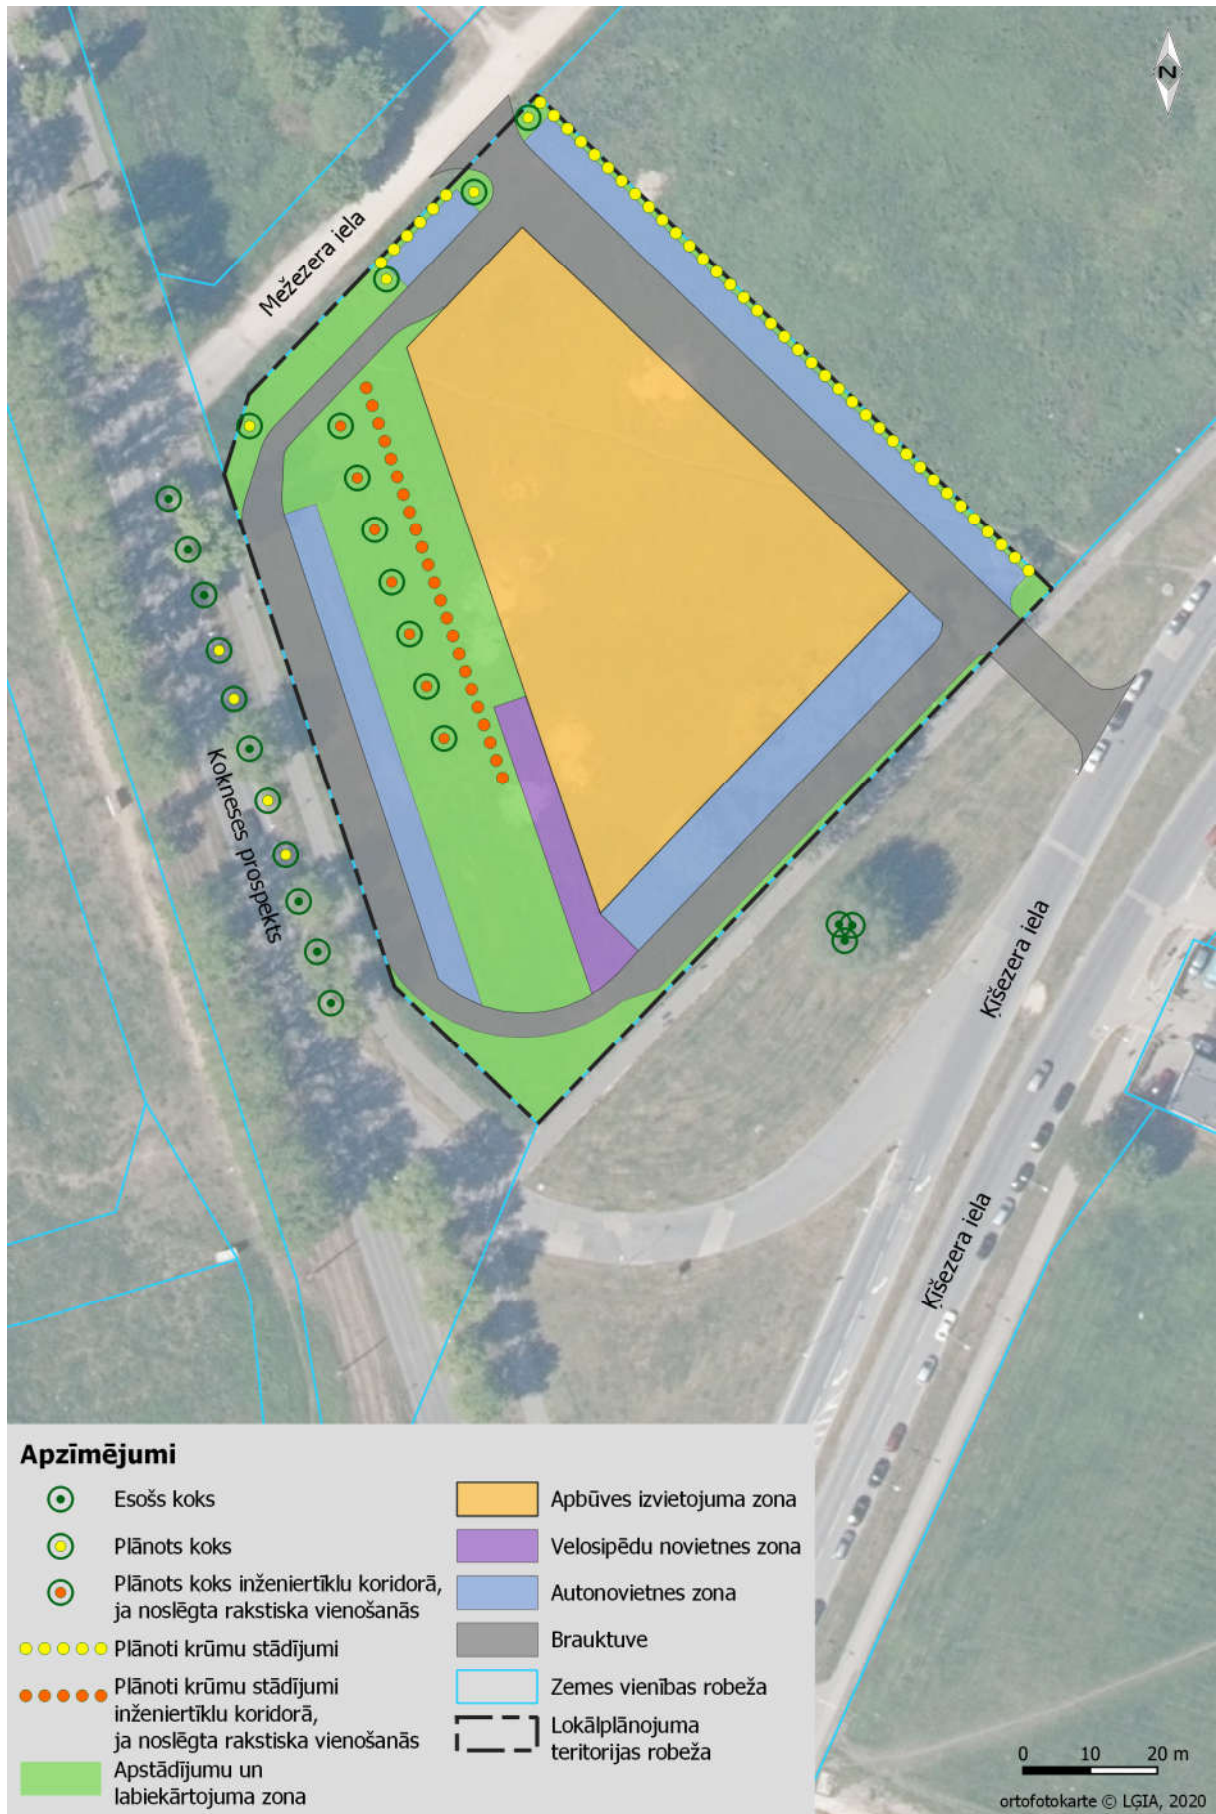 N
Mežezera iela
Kokneses prospekts
Ķīšezera iela
Ķīšezera iela
Apzīmējumi
Esošs koks
Plānots koks
Plānots koks inženiertīklu koridorā,
ja noslēgta rakstiska vienošanās
Plānoti krūmu stādījumi
Plānoti krūmu stādījumi
inženiertīklu koridorā,
ja noslēgta rakstiska vienošanās
Apstādījumu un
labiekārtojuma zona
Apbūves izvietojuma zona
Velosipēdu novietnes zona
Autonovietnes zona
Brauktuve
Zemes vienības robeža
Lokālplānojuma
teritorijas robeža
0 10 20 m
ortofotokarte © LĢIA, 2020